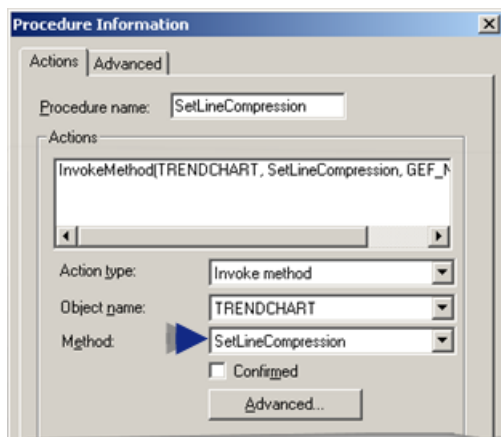 Procedure Information
Actions
Advanced
Procedure name: SetLineCompression
Actions
InvokeMethod(TRENDCHART, SetLineCompression, GEF_N
Action type: Invoke method
Object name: TRENDCHART
Method: SetLineCompression
Confirmed
Advanced...